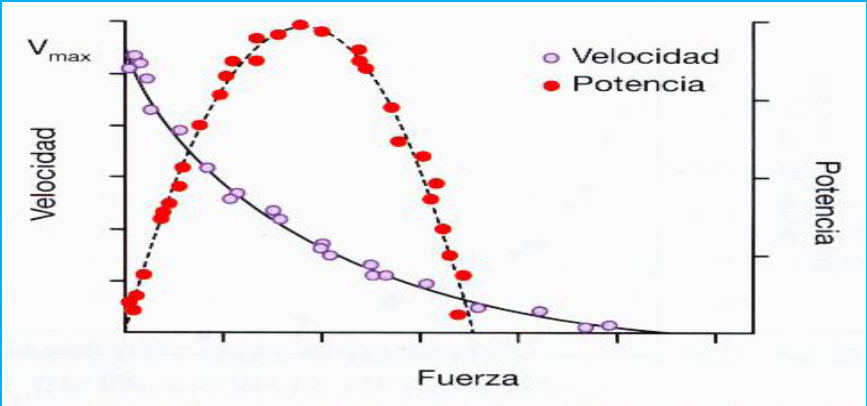 Vmax
Velocidad
Potencia
Velocidad
Potencia
Fuerza